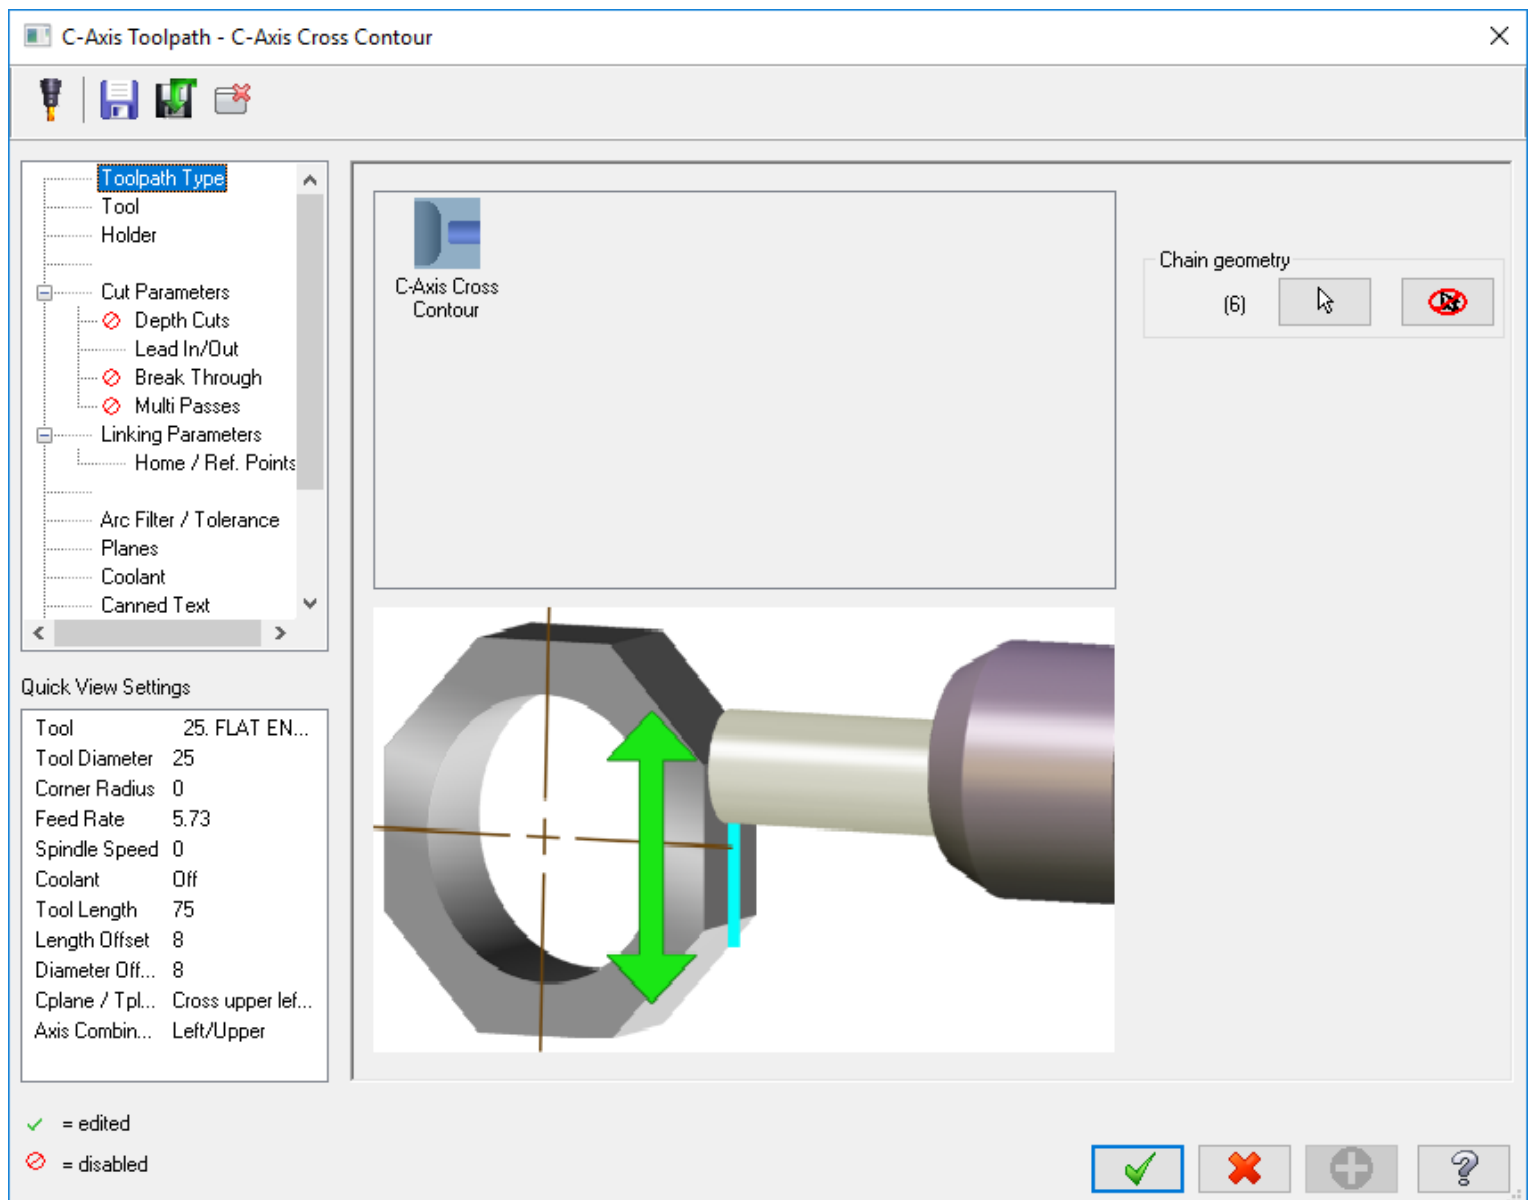 C-Axis Toolpath - C-Axis Cross Contour
Toolpath Type
Tool
Holder
Cut Parameters
Depth Cuts
Lead In/Out
Break Through
Multi Passes
Linking Parameters
Home / Ref. Points
Arc Filter / Tolerance
Planes
Coolant
Canned Text
C-Axis Cross
Contour
Chain geometry
(6)
Quick View Settings
Tool 25. FLAT EN...
Tool Diameter 25
Corner Radius 0
Feed Rate 5.73
Spindle Speed 0
Coolant Off
Tool Length 75
Length Offset 8
Diameter Off... 8
Cplane / Tpl... Cross upper lef...
Axis Combin... Left/Upper
= edited
= disabled